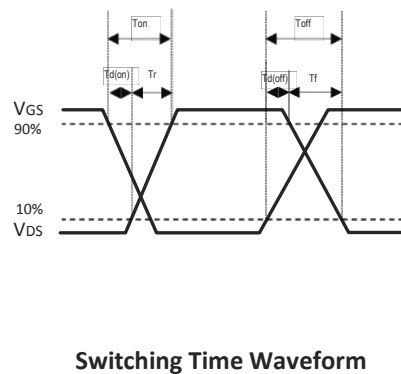 Ton
Toff
Td(on) Tr
Td(off) Tf
VGS
90%
10%
VDS
Switching Time Waveform